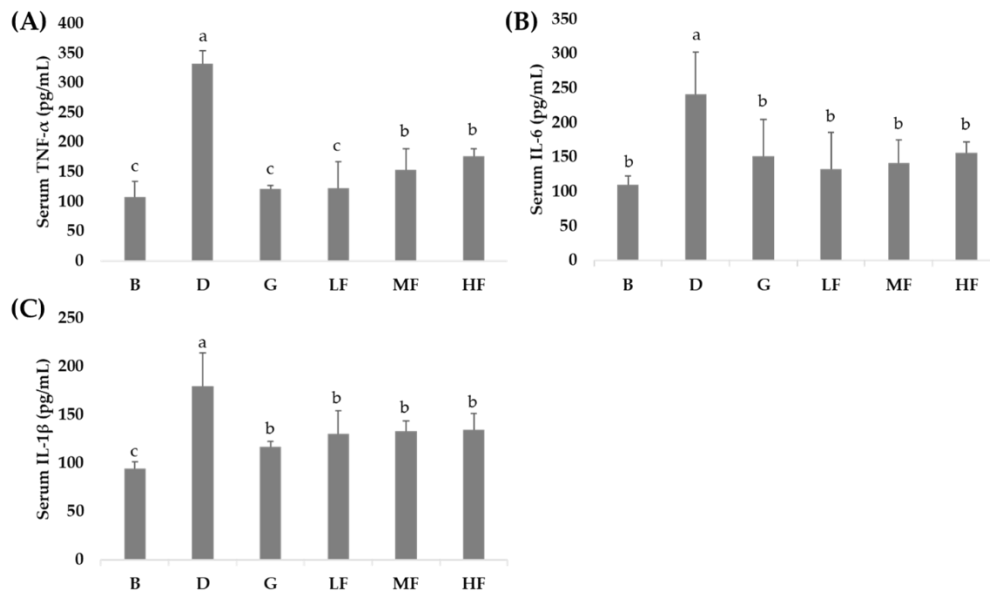 (A)
Serum TNF-α (pg/mL)
400
350
300
250
200
150
100
50
0
c
a
c
c
b
b
B D G LF MF HF
(B)
Serum IL-6 (pg/mL)
350
300
250
200
150
100
50
0
b
a
b
b
b
b
B D G LF MF HF
(C)
Serum IL-1β (pg/mL)
250
200
150
100
50
0
c
a
b
b
b
b
B D G LF MF HF